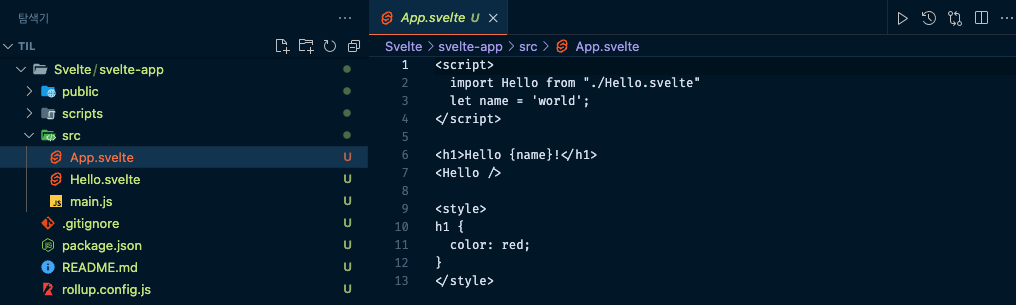 탐색기
TIL
Svelte/svelte-app
public
scripts
src
App.svelte U
Hello.svelte U
JS main.js U
.gitignore U
package.json U
README.md U
rollup.config.js U
App.svelte U
Svelte > svelte-app > src > App.svelte
1 <script>
2 import Hello from "./Hello.svelte"
3 let name = 'world';
4 </script>
5
6 <h1>Hello {name}!</h1>
7 <Hello />
8
9 <style>
10 h1 {
11 color: red;
12 }
13 </style>